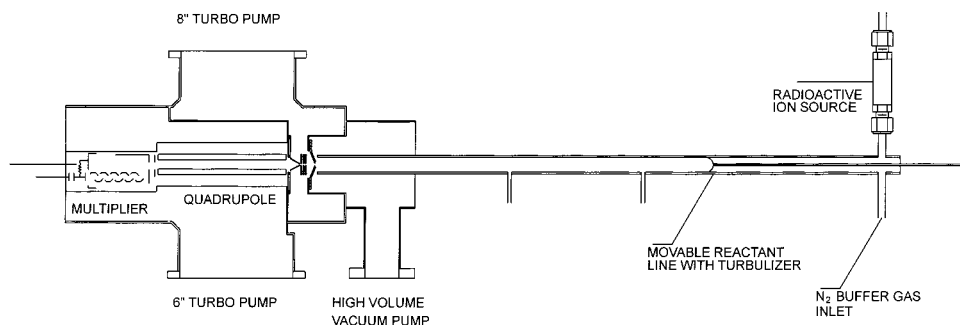 8" TURBO PUMP
RADIOACTIVE
ION SOURCE
MULTIPLIER
QUADRUPOLE
MOVABLE REACTANT
LINE WITH TURBULIZER
6" TURBO PUMP
HIGH VOLUME
VACUUM PUMP
N₂ BUFFER GAS
INLET